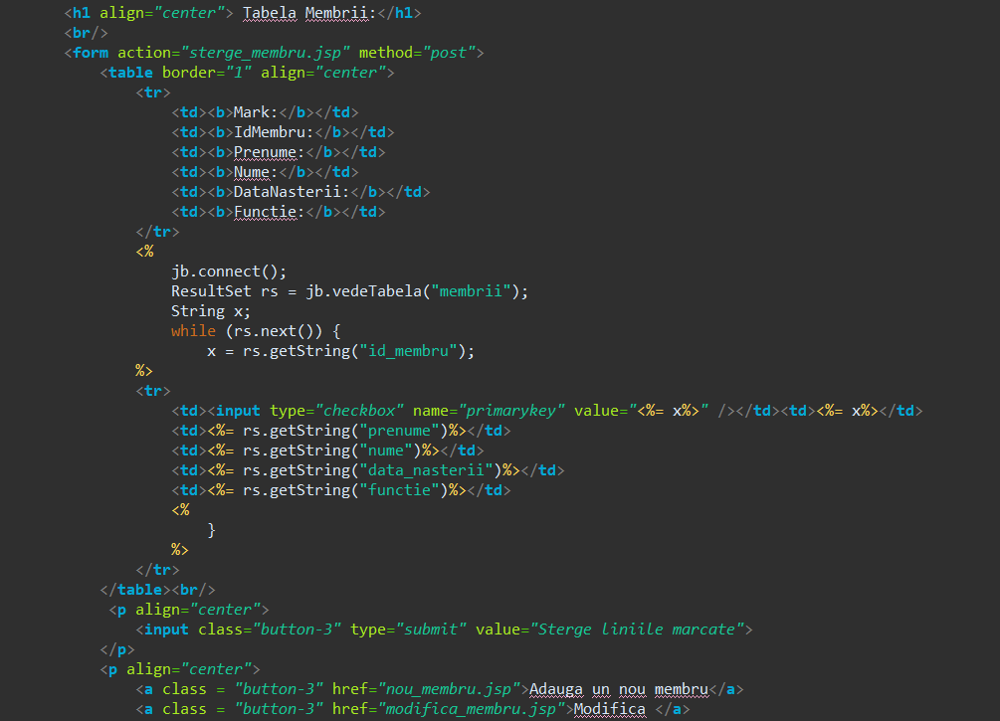 <h1 align="center"> Tabela Membrii:</h1>
<br/>
<form action="sterge_membru.jsp" method="post">
<table border="1" align="center">
<tr>
<td><b>Mark:</b></td>
<td><b>IdMembru:</b></td>
<td><b>Prenume:</b></td>
<td><b>Nume:</b></td>
<td><b>DataNasterii:</b></td>
<td><b>Functie:</b></td>
</tr>
<%
jb.connect();
ResultSet rs = jb.vedeTabela("membrii");
String x;
while (rs.next()) {
x = rs.getString("id_membru");
%>
<tr>
<td><input type="checkbox" name="primarykey" value="<%= x%>" /></td><td><%= x%></td>
<td><%= rs.getString("prenume")%></td>
<td><%= rs.getString("nume")%></td>
<td><%= rs.getString("data_nasterii")%></td>
<td><%= rs.getString("functie")%></td>
<%
}
%>
</tr>
</table><br/>
<p align="center">
<input class="button-3" type="submit" value="Sterge liniile marcate">
</p>
<p align="center">
<a class = "button-3" href="nou_membru.jsp">Adauga un nou membru</a>
<a class = "button-3" href="modifica_membru.jsp">Modifica </a>